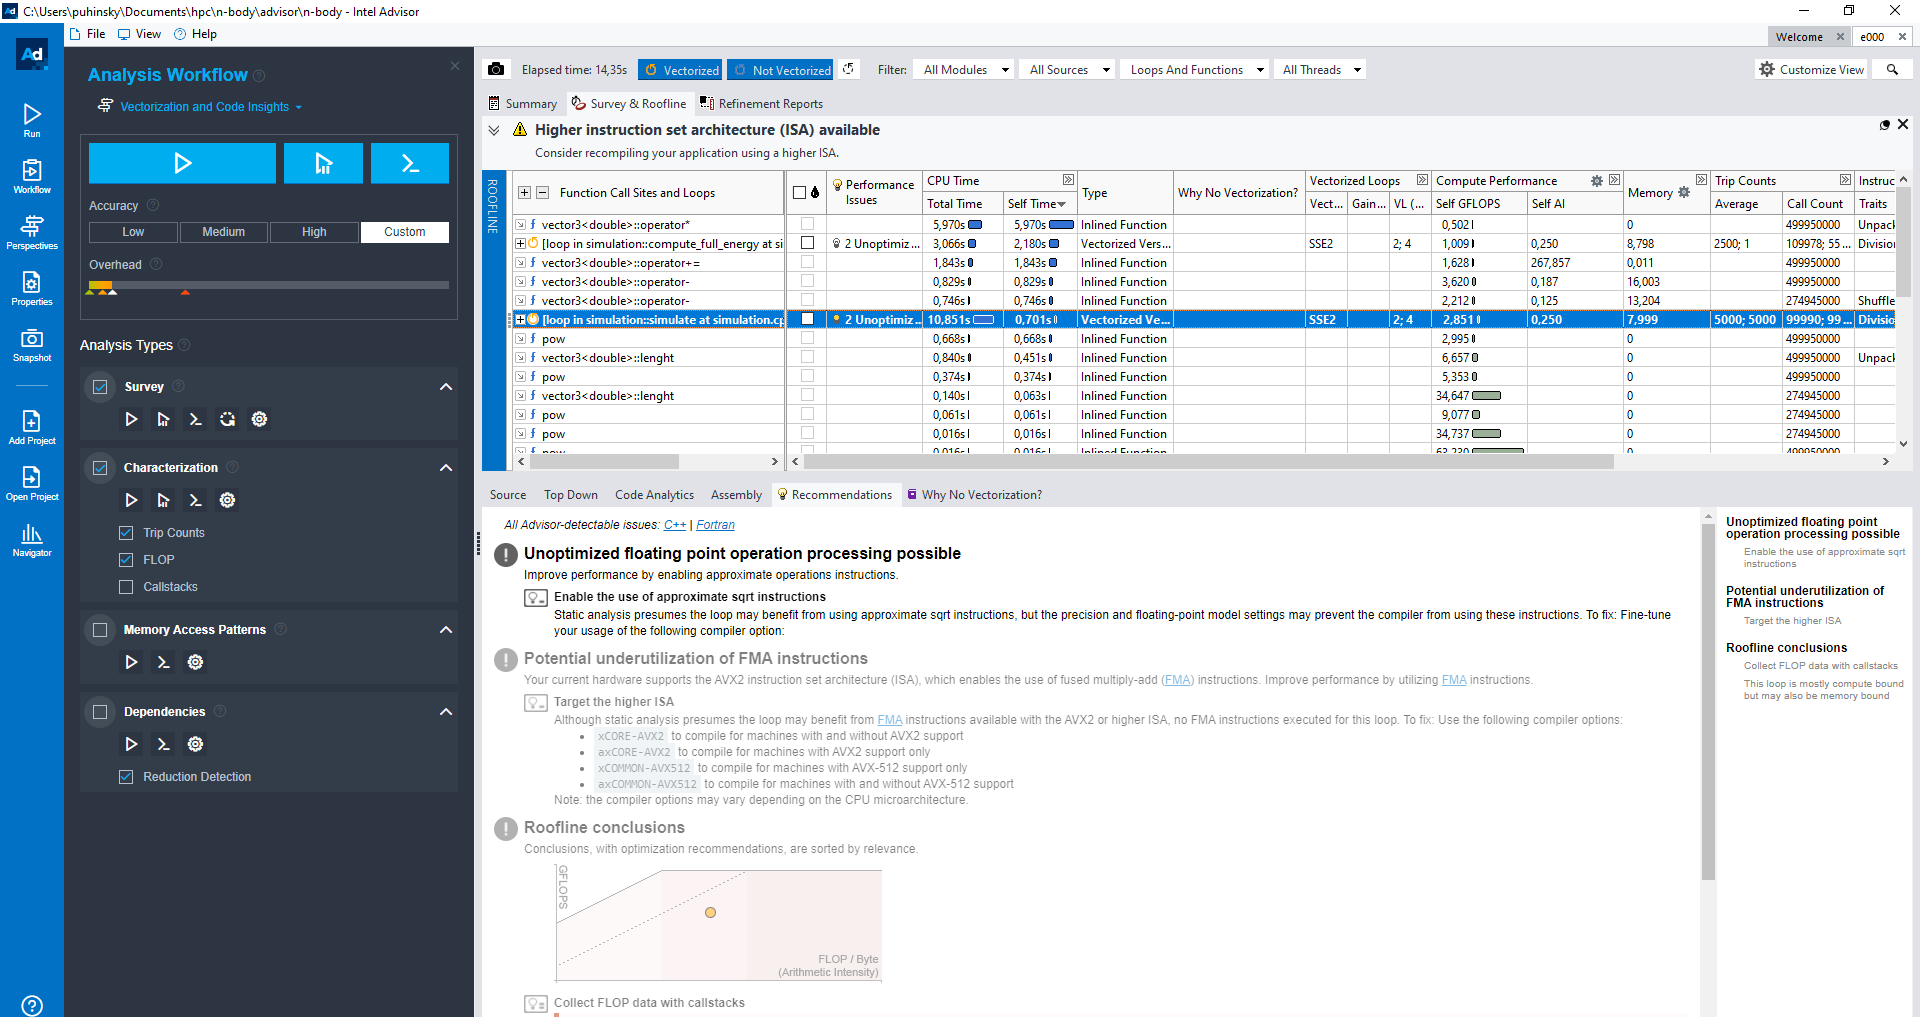 C:\Users\puhinsky\Documents\hpc\n-body\advisor\n-body - Intel Advisor
File View Help
Welcome e000
Ad
Run
Workflow
Perspectives
Properties
Snapshot
Add Project
Open Project
Navigator
Analysis Workflow
Vectorization and Code Insights
Accuracy
Low Medium High Custom
Overhead
Analysis Types
Survey
Characterization
Trip Counts
FLOP
Callstacks
Memory Access Patterns
Dependencies
Reduction Detection
Elapsed time: 14,35s Vectorized Not Vectorized Filter: All Modules All Sources Loops And Functions All Threads Customize View
Summary Survey & Roofline Refinement Reports
Higher instruction set architecture (ISA) available
Consider recompiling your application using a higher ISA.
ROOFLINE
Function Call Sites and Loops Performance Issues CPU Time Type Why No Vectorization? Vectorized Loops Compute Performance Memory Trip Counts Instruc
Total Time Self Time Vect... Gain... VL (... Self GFLOPS Self AI Average Call Count Traits
vector3<double>::operator* 5,970s 5,970s Inlined Function 0,502 0 499950000 Unpack
[loop in simulation::compute_full_energy at si 2 Unoptimiz... 3,066s 2,180s Vectorized Vers... SSE2 2; 4 1,009 0,250 8,798 2500; 1 109978; 55 ... Division
vector3<double>::operator+= 1,843s 1,843s Inlined Function 1,628 267,857 0,011 499950000
vector3<double>::operator- 0,829s 0,829s Inlined Function 3,620 0,187 16,003 499950000
vector3<double>::operator- 0,746s 0,746s Inlined Function 2,212 0,125 13,204 274945000 Shuffle
[loop in simulation::simulate at simulation.cp 2 Unoptimiz... 10,851s 0,701s Vectorized Ve... SSE2 2; 4 2,851 0,250 7,999 5000; 5000 99990; 99 ... Divisio
pow 0,668s 0,668s Inlined Function 2,995 0 499950000
vector3<double>::lenght 0,840s 0,451s Inlined Function 6,657 0 499950000 Unpack
pow 0,374s 0,374s Inlined Function 5,353 0 499950000
vector3<double>::lenght 0,140s 0,063s Inlined Function 34,647 0 274945000
pow 0,061s 0,061s Inlined Function 9,077 0 274945000
pow 0,016s 0,016s Inlined Function 34,737 0 274945000
pow 0,016s 0,016s Inlined Function 63,230 0 499950000
Source Top Down Code Analytics Assembly Recommendations Why No Vectorization?
All Advisor-detectable issues: C++ | Fortran
Unoptimized floating point operation processing possible
Improve performance by enabling approximate operations instructions.
Enable the use of approximate sqrt instructions
Static analysis presumes the loop may benefit from using approximate sqrt instructions, but the precision and floating-point model settings may prevent the compiler from using these instructions. To fix: Fine-tune
your usage of the following compiler option:
Potential underutilization of FMA instructions
Your current hardware supports the AVX2 instruction set architecture (ISA), which enables the use of fused multiply-add (FMA) instructions. Improve performance by utilizing FMA instructions.
Target the higher ISA
Although static analysis presumes the loop may benefit from FMA instructions available with the AVX2 or higher ISA, no FMA instructions executed for this loop. To fix: Use the following compiler options:
• xCORE-AVX2 to compile for machines with and without AVX2 support
• axCORE-AVX2 to compile for machines with AVX2 support only
• xCOMMON-AVX512 to compile for machines with AVX-512 support only
• axCOMMON-AVX512 to compile for machines with and without AVX-512 support
Note: the compiler options may vary depending on the CPU microarchitecture.
Roofline conclusions
Conclusions, with optimization recommendations, are sorted by relevance.
GFLOPS
FLOP / Byte
(Arithmetic Intensity)
Collect FLOP data with callstacks
Unoptimized floating point
operation processing possible
Enable the use of approximate sqrt
instructions
Potential underutilization of
FMA instructions
Target the higher ISA
Roofline conclusions
Collect FLOP data with callstacks
This loop is mostly compute bound
but may also be memory bound